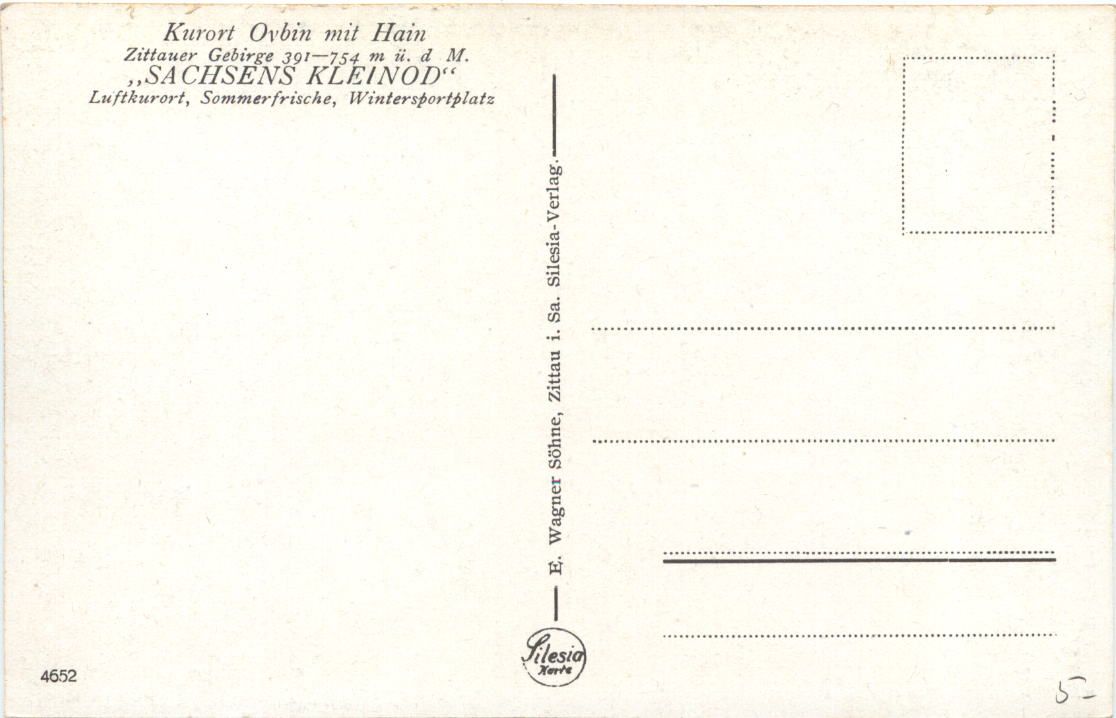 Kurort Oybin mit Hain
Zittauer Gebirge 391—754 m ü. d M.
„SACHSENS KLEINOD“
Luftkurort, Sommerfrische, Wintersportplatz
E. Wagner Söhne, Zittau i. Sa. Silesia-Verlag.
Silesia
Karte
4652
5-